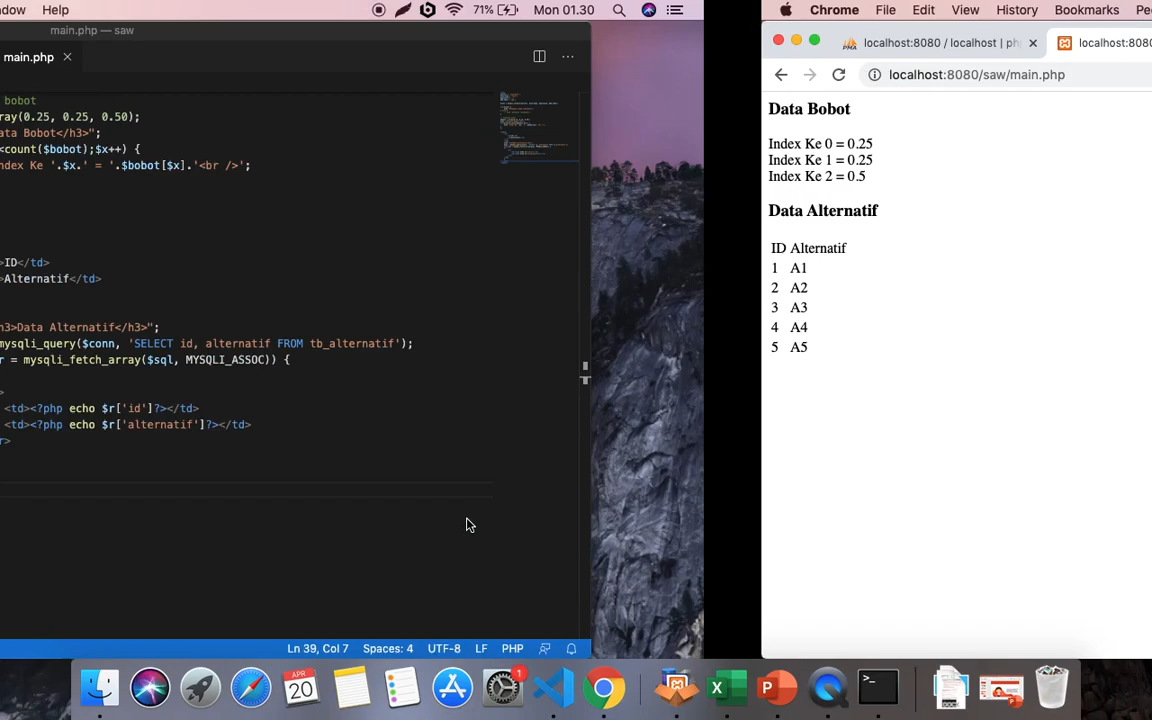 ndow Help 71% Mon 01.30
main.php — saw
main.php
bobot
ray(0.25, 0.25, 0.50);
ata Bobot</h3>";
<count($bobot);$x++) {
ndex Ke '.$x.' = '.$bobot[$x].'<br />';
>ID</td>
>Alternatif</td>
h3>Data Alternatif</h3>";
mysqli_query($conn, 'SELECT id, alternatif FROM tb_alternatif');
r = mysqli_fetch_array($sql, MYSQLI_ASSOC)) {
>
<td><?php echo $r['id']?></td>
<td><?php echo $r['alternatif']?></td>
r>
Ln 39, Col 7 Spaces: 4 UTF-8 LF PHP
Chrome File Edit View History Bookmarks Pe
PMA localhost:8080 / localhost | ph localhost:8080
localhost:8080/saw/main.php
Data Bobot
Index Ke 0 = 0.25
Index Ke 1 = 0.25
Index Ke 2 = 0.5
Data Alternatif
ID Alternatif
1 A1
2 A2
3 A3
4 A4
5 A5
APR
20
1
>_